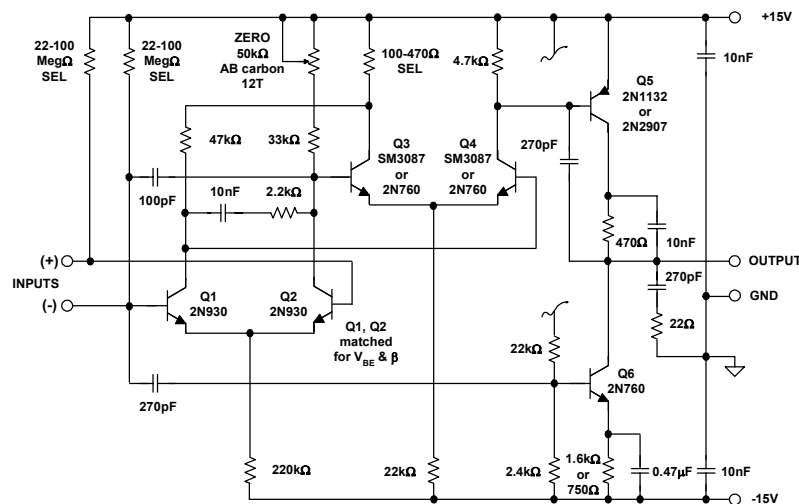 22-100
MegΩ
SEL
22-100
MegΩ
SEL
ZERO
50kΩ
AB carbon
12T
100-470Ω
SEL
4.7kΩ
+15V
10nF
Q5
2N1132
or
2N2907
47kΩ
33kΩ
Q3
SM3087
or
2N760
Q4
SM3087
or
2N760
270pF
100pF
10nF
2.2kΩ
470Ω
10nF
(+)
INPUTS
(-)
OUTPUT
270pF
GND
Q1
2N930
Q2
2N930
Q1, Q2
matched
for VBE & β
22Ω
22kΩ
Q6
2N760
270pF
220kΩ
22kΩ
2.4kΩ
1.6kΩ
or
750Ω
0.47µF
10nF
-15V